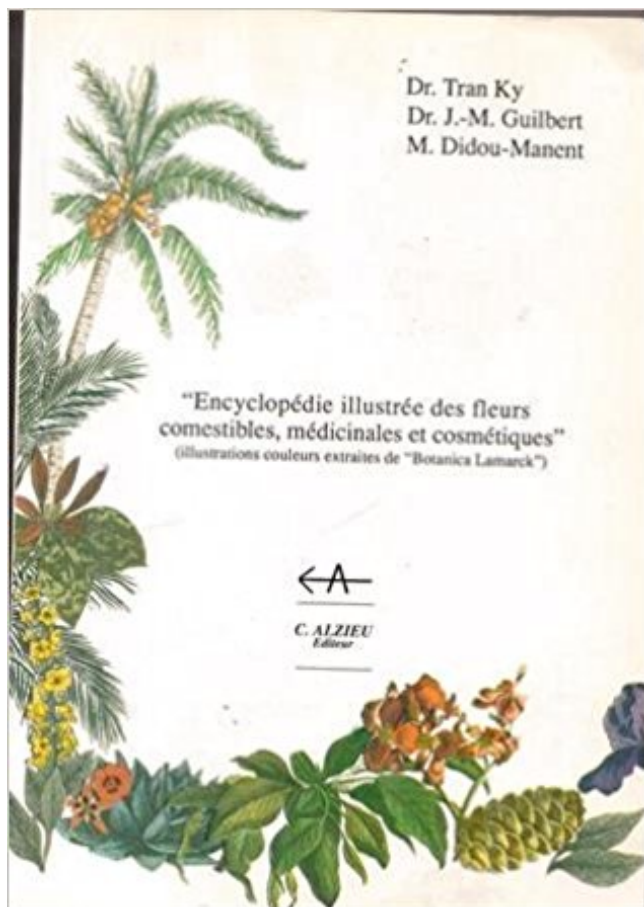 Dr. Tran Ky
Dr. J.-M. Guilbert
M. Didou-Manent
"Encyclopédie illustrée des fleurs
comestibles, médicinales et cosmétiques"
(illustrations couleurs extraites de "Botanica Lamarck")
C. ALZIEU
Editeur